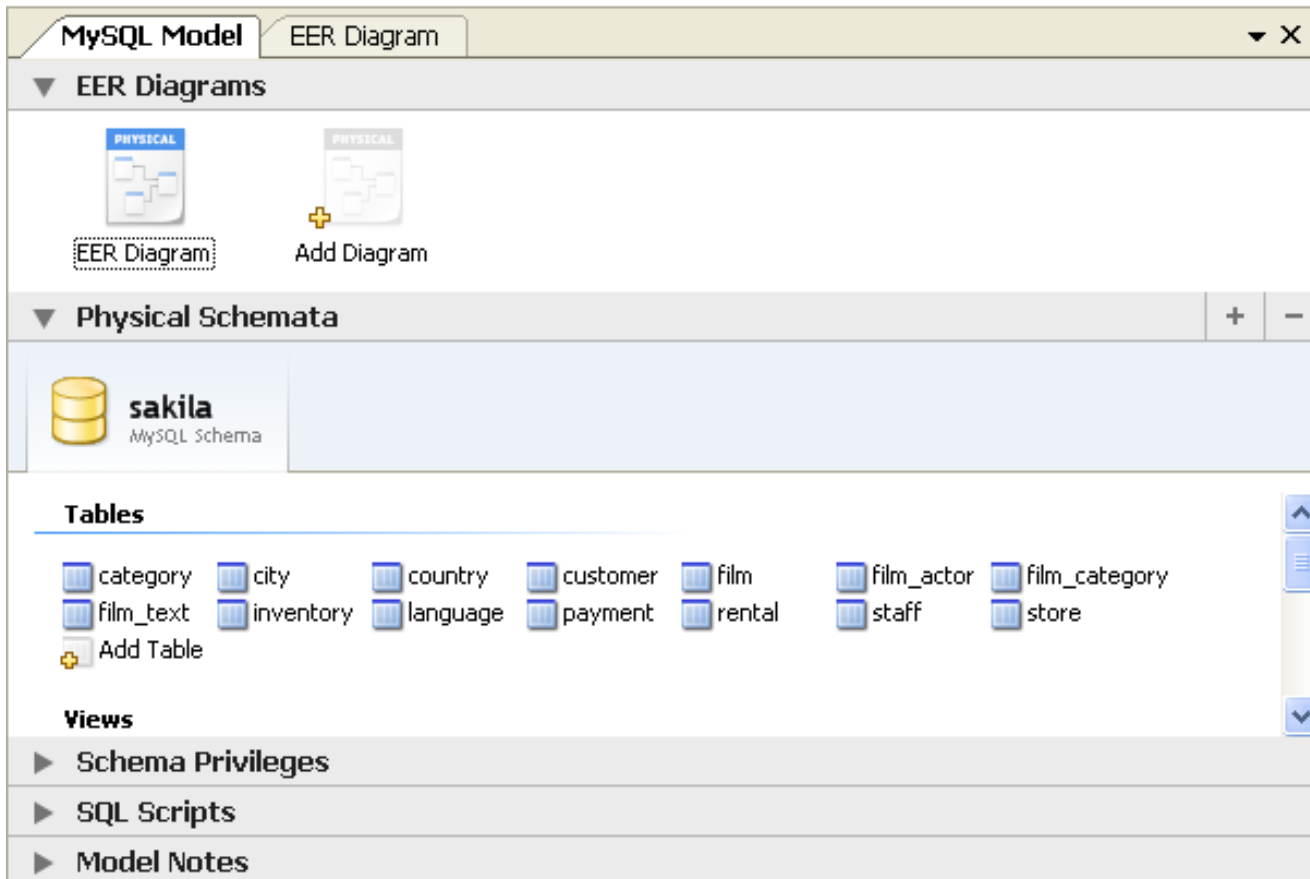 MySQL Model EER Diagram
EER Diagrams
PHYSICAL PHYSICAL
EER Diagram Add Diagram
Physical Schemata + −
sakila
MySQL Schema
Tables
category city country customer film film_actor film_category
film_text inventory language payment rental staff store
Add Table
Views
Schema Privileges
SQL Scripts
Model Notes